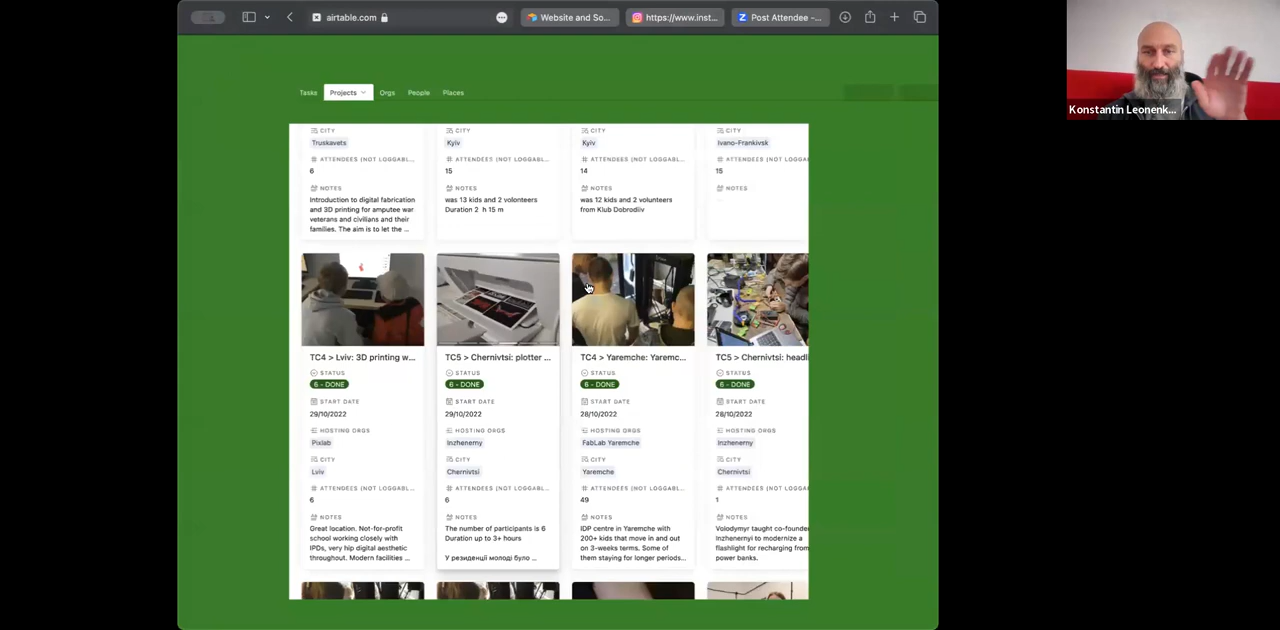 airtable.com
Website and So...
https://www.inst...
Post Attendee -...
Konstantin Leonenk...
Tasks Projects Orgs People Places
CITY
Truskavets
ATTENDEES (NOT LOGGABL...
6
NOTES
Introduction to digital fabrication
and 3D printing for amputee war
veterans and civilians and their
families. The aim is to let the ...
CITY
Kyiv
ATTENDEES (NOT LOGGABL...
15
NOTES
was 13 kids and 2 volonteers
Duration 2 h 15 m
CITY
Kyiv
ATTENDEES (NOT LOGGABL...
14
NOTES
was 12 kids and 2 volunteers
from Klub Dobrodiiv
CITY
Ivano-Frankivsk
ATTENDEES (NOT LOGGABL
15
NOTES
TC4 > Lviv: 3D printing w...
STATUS
6 - DONE
START DATE
29/10/2022
HOSTING ORGS
Pixlab
CITY
Lviv
ATTENDEES (NOT LOGGABL...
6
NOTES
Great location. Not-for-profit
school working closely with
IPDs, very hip digital aesthetic
throughout. Modern facilities ...
TC5 > Chernivtsi: plotter ...
STATUS
6 - DONE
START DATE
29/10/2022
HOSTING ORGS
Inzhenerny
CITY
Chernivtsi
ATTENDEES (NOT LOGGABL...
6
NOTES
The number of participants is 6
Duration up to 3+ hours
У резиденції молоді було ...
TC4 > Yaremche: Yaremc...
STATUS
6 - DONE
START DATE
28/10/2022
HOSTING ORGS
FabLab Yaremche
CITY
Yaremche
ATTENDEES (NOT LOGGABL...
49
NOTES
IDP centre in Yaremche with
200+ kids that move in and out
on 3-weeks terms. Some of
them staying for longer periods...
TC5 > Chernivtsi: headli
STATUS
6 - DONE
START DATE
28/10/2022
HOSTING ORGS
Inzhenerny
CITY
Chernivtsi
ATTENDEES (NOT LOGGABL
1
NOTES
Volodymyr taught co-founde
Inzhenernyi to modernize a
flashlight for recharging from
power banks.